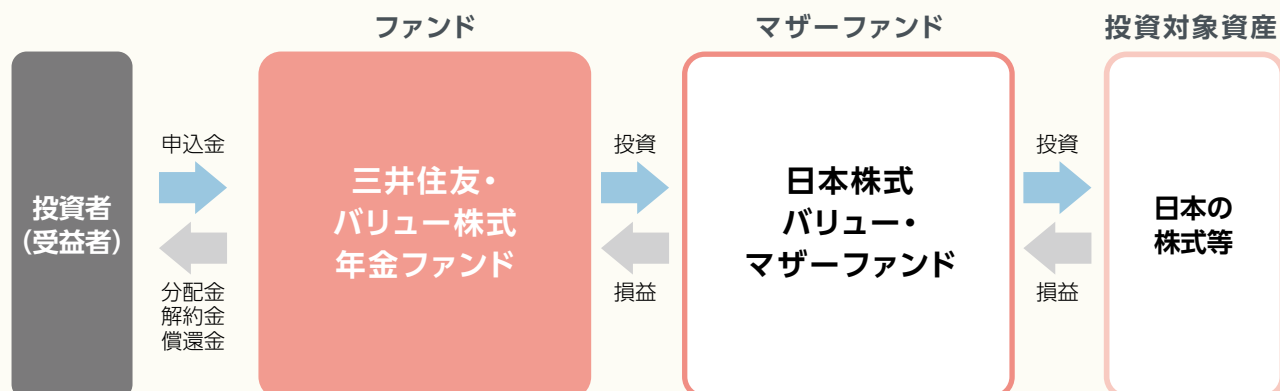 ファンド
マザーファンド
投資対象資産
投資者
(受益者)
申込金
分配金
解約金
償還金
三井住友・
バリュー株式
年金ファンド
投資
損益
日本株式
バリュー・
マザーファンド
投資
損益
日本の
株式等